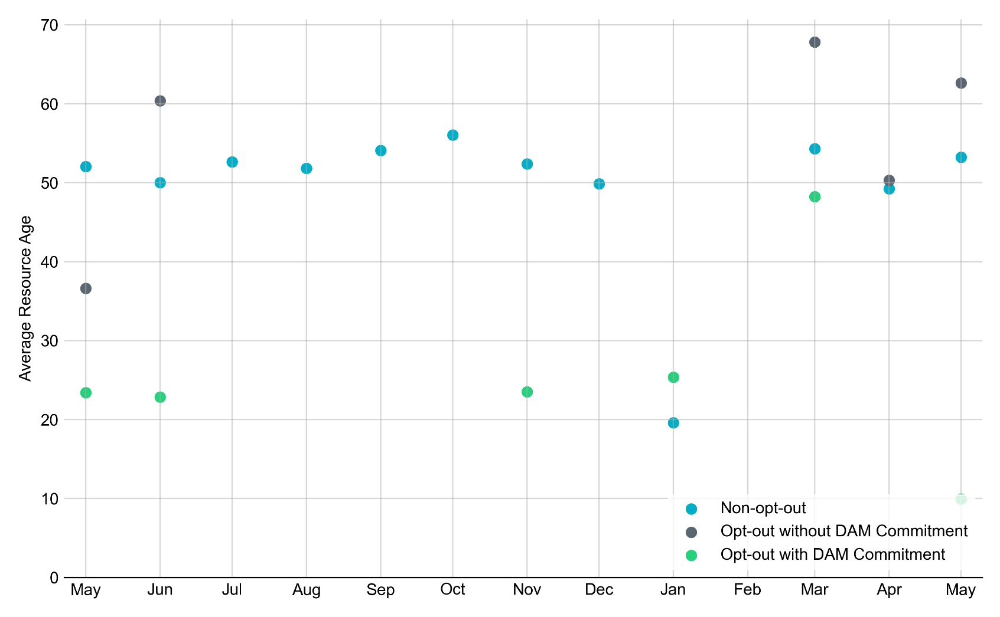 70
60
50
40
30
20
10
0
Average Resource Age
May Jun Jul Aug Sep Oct Nov Dec Jan Feb Mar Apr May
Non-opt-out
Opt-out without DAM Commitment
Opt-out with DAM Commitment